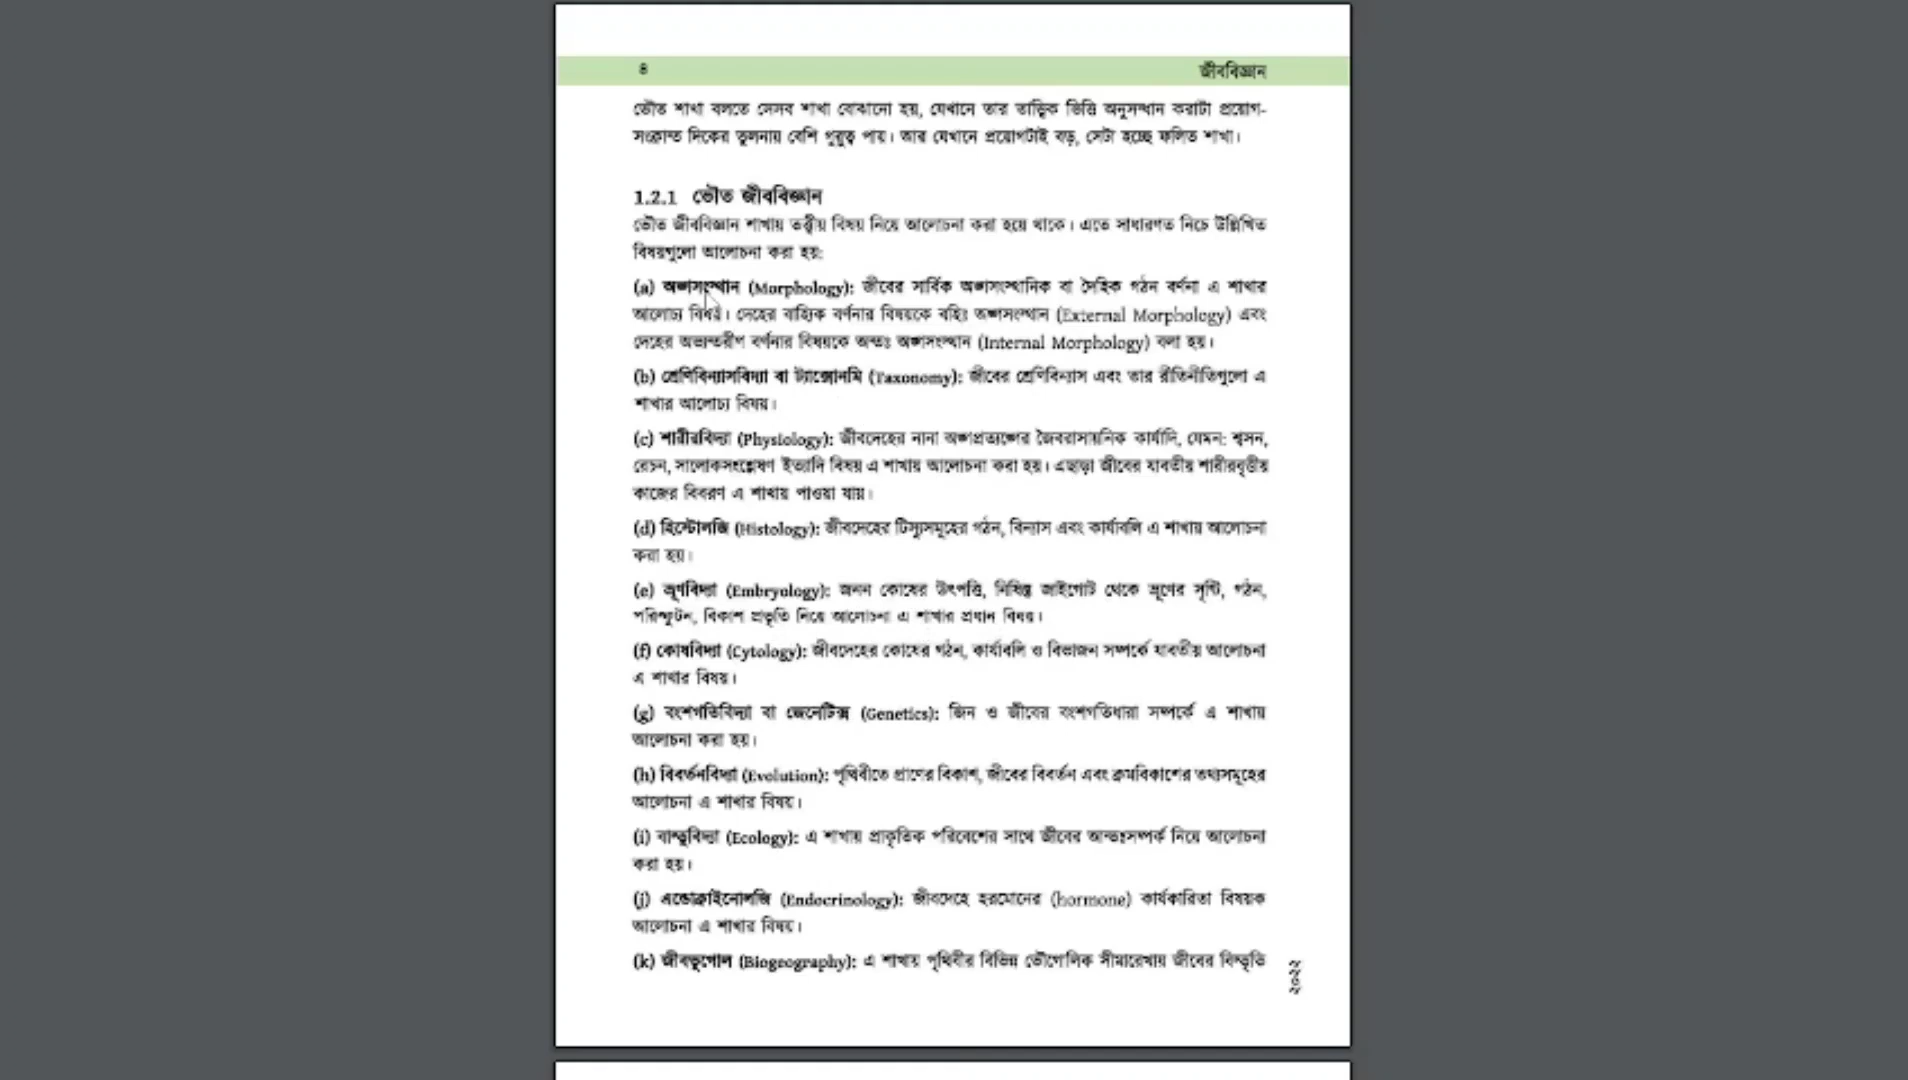 ৪
জীববিজ্ঞান
ভৌত শাখা বলতে সেসব শাখা বোঝানো হয়, যেখানে তার তাত্ত্বিক ভিত্তি অনুসন্ধান করাটা প্রয়োগ-
সংক্রান্ত দিকের তুলনায় বেশি গুরুত্ব পায়। আর যেখানে প্রয়োগটাই বড়, সেটা হচ্ছে ফলিত শাখা।
1.2.1 ভৌত জীববিজ্ঞান
ভৌত জীববিজ্ঞান শাখায় তত্ত্বীয় বিষয় নিয়ে আলোচনা করা হয়ে থাকে। এতে সাধারণত নিচে উল্লিখিত
বিষয়গুলো আলোচনা করা হয়:
(a) অঙ্গসংস্থান (Morphology): জীবের সার্বিক অঙ্গসংস্থানিক বা দৈহিক গঠন বর্ণনা এ শাখার
আলোচ্য বিষয়। দেহের বাহ্যিক বর্ণনার বিষয়কে বহিঃ অঙ্গসংস্থান (External Morphology) এবং
দেহের অভ্যন্তরীণ বর্ণনার বিষয়কে অন্তঃ অঙ্গসংস্থান (Internal Morphology) বলা হয়।
(b) শ্রেণিবিন্যাসবিদ্যা বা ট্যাক্সোনমি (Taxonomy): জীবের শ্রেণিবিন্যাস এবং তার রীতিনীতিগুলো এ
শাখার আলোচ্য বিষয়।
(c) শারীরবিদ্যা (Physiology): জীবদেহের নানা অঙ্গপ্রত্যঙ্গের জৈবরাসায়নিক কার্যাদি, যেমন: শ্বসন,
রেচন, সালোকসংশ্লেষণ ইত্যাদি বিষয় এ শাখায় আলোচনা করা হয়। এছাড়া জীবের যাবতীয় শারীরবৃত্তীয়
কাজের বিবরণ এ শাখায় পাওয়া যায়।
(d) হিস্টোলজি (Histology): জীবদেহের টিস্যুসমূহের গঠন, বিন্যাস এবং কার্যাবলি এ শাখায় আলোচনা
করা হয়।
(e) ভ্রূণবিদ্যা (Embryology): জনন কোষের উৎপত্তি, নিষিক্ত জাইগোট থেকে ভ্রূণের সৃষ্টি, গঠন,
পরিস্ফুটন, বিকাশ প্রভৃতি নিয়ে আলোচনা এ শাখার প্রধান বিষয়।
(f) কোষবিদ্যা (Cytology): জীবদেহের কোষের গঠন, কার্যাবলি ও বিভাজন সম্পর্কে যাবতীয় আলোচনা
এ শাখার বিষয়।
(g) বংশগতিবিদ্যা বা জেনেটিক্স (Genetics): জিন ও জীবের বংশগতিধারা সম্পর্কে এ শাখায়
আলোচনা করা হয়।
(h) বিবর্তনবিদ্যা (Evolution): পৃথিবীতে প্রাণের বিকাশ, জীবের বিবর্তন এবং ক্রমবিকাশের তথ্যসমূহের
আলোচনা এ শাখার বিষয়।
(i) বাস্তুবিদ্যা (Ecology): এ শাখায় প্রাকৃতিক পরিবেশের সাথে জীবের আন্তঃসম্পর্ক নিয়ে আলোচনা
করা হয়।
(j) এন্ডোক্রাইনোলজি (Endocrinology): জীবদেহে হরমোনের (hormone) কার্যকারিতা বিষয়ক
আলোচনা এ শাখার বিষয়।
(k) জীবভূগোল (Biogeography): এ শাখায় পৃথিবীর বিভিন্ন ভৌগোলিক সীমারেখায় জীবের বিস্তৃতি